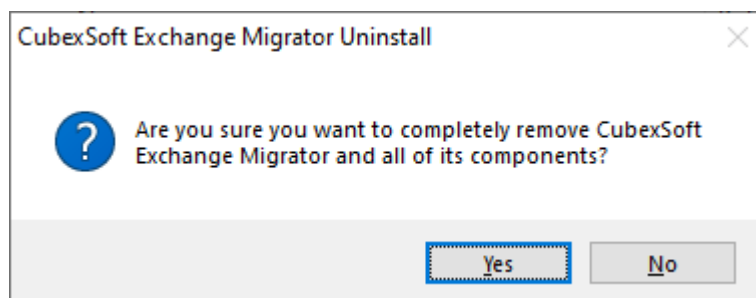 CubexSoft Exchange Migrator Uninstall
Are you sure you want to completely remove CubexSoft
Exchange Migrator and all of its components?
Yes No